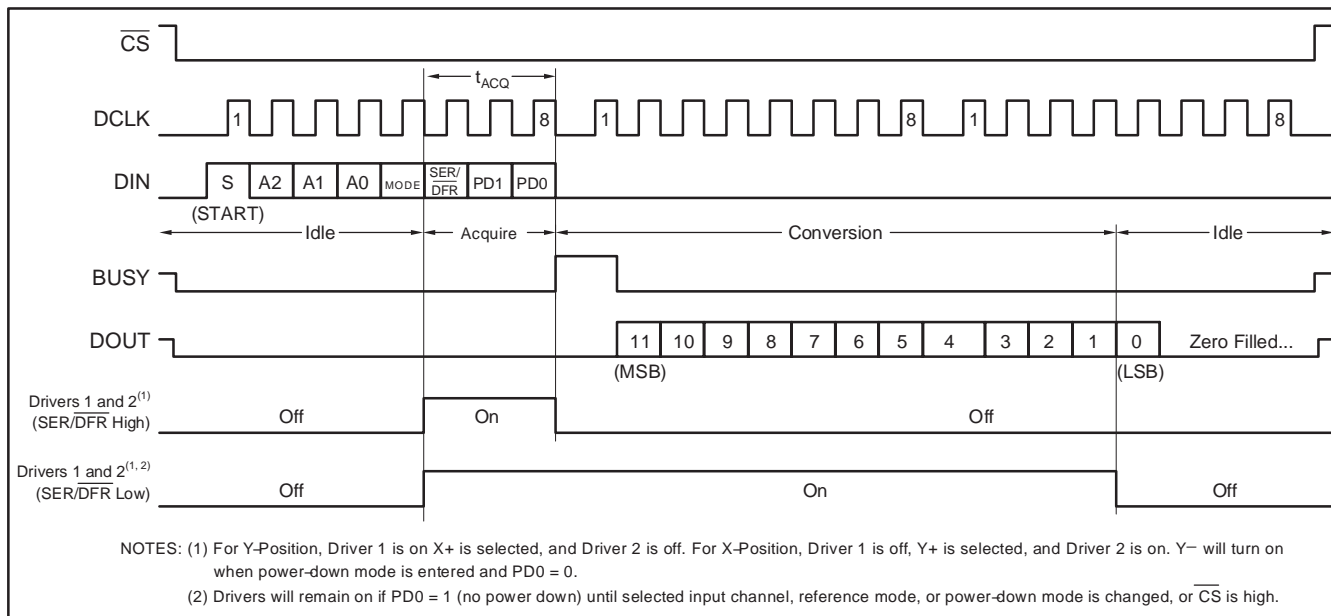 CS
tACQ
DCLK 1 8 1 8 1 8
DIN S A2 A1 A0 MODE SER/DFR PD1 PD0
(START)
Idle Acquire Conversion Idle
BUSY
DOUT 11 10 9 8 7 6 5 4 3 2 1 0 Zero Filled...
(MSB) (LSB)
Drivers 1 and 2(1)
(SER/DFR High) Off On Off
Drivers 1 and 2(1, 2)
(SER/DFR Low) Off On Off
NOTES: (1) For Y-Position, Driver 1 is on X+ is selected, and Driver 2 is off. For X-Position, Driver 1 is off, Y+ is selected, and Driver 2 is on. Y− will turn on
when power-down mode is entered and PD0 = 0.
(2) Drivers will remain on if PD0 = 1 (no power down) until selected input channel, reference mode, or power-down mode is changed, or CS is high.